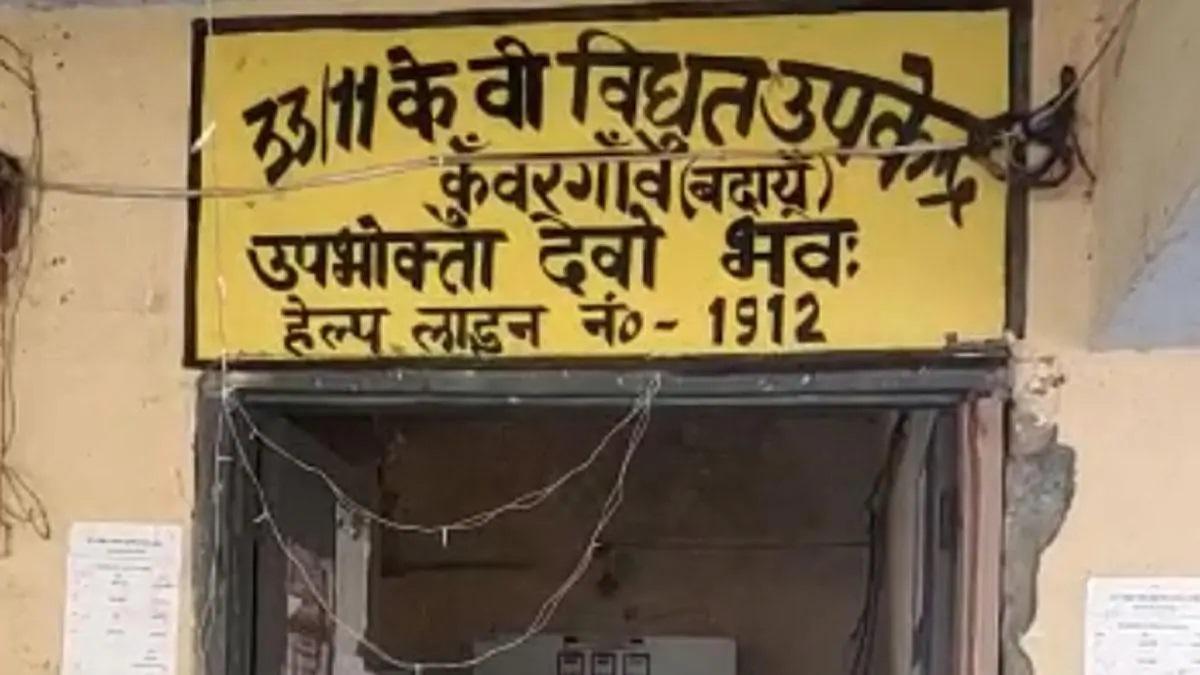 33/11 के वी विधुत उपकेन्द्र
कुँवरगाँव (बदायूँ)
उपभोक्ता देवो भवः
हेल्प लाइन नं० - 1912